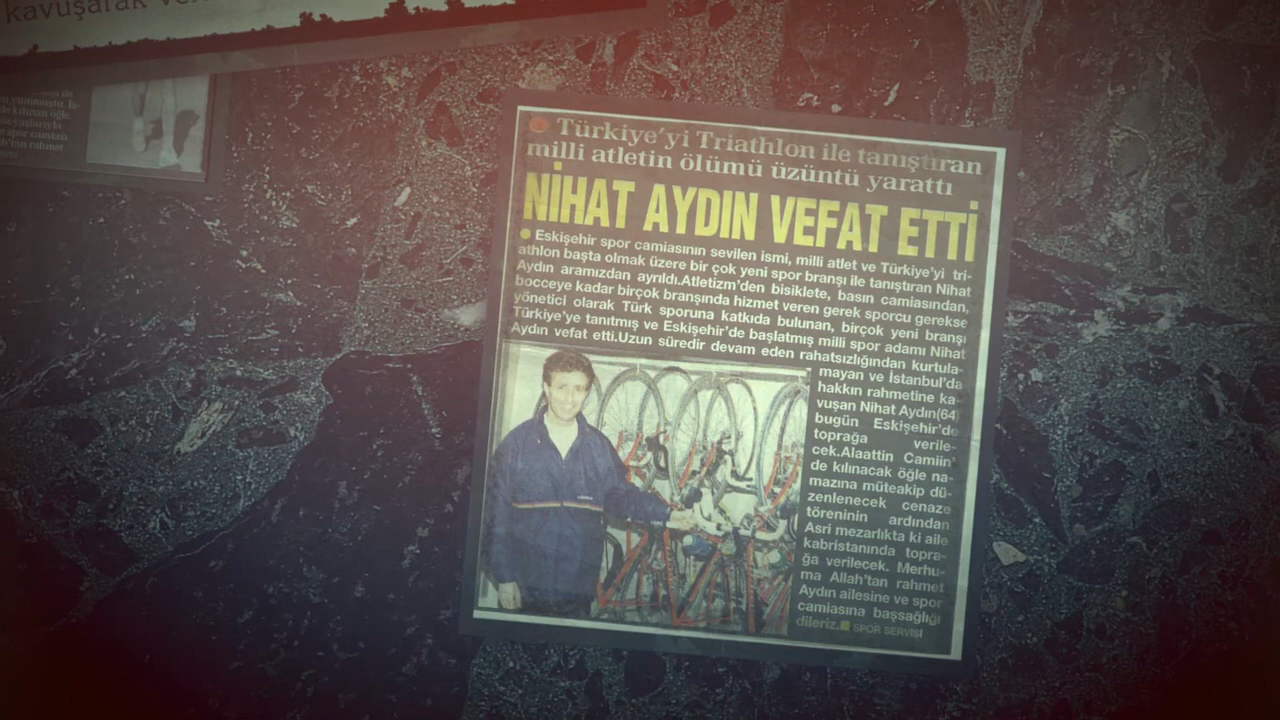 kavuşarak
Türkiye'yi Triathlon ile tanıştıran
milli atletin ölümü üzüntü yarattı
NİHAT AYDIN VEFAT ETTİ
Eskişehir spor camiasının sevilen ismi, milli atlet ve Türkiye'yi tri-
athlon başta olmak üzere bir çok yeni spor branşı ile tanıştıran Nihat
Aydın aramızdan ayrıldı.Atletizm'den bisiklete, basın camiasından,
bocceye kadar birçok branşında hizmet veren gerek sporcu gerekse
yönetici olarak Türk sporuna katkıda bulunan, birçok yeni branşı
Türkiye'ye tanıtmış ve Eskişehir'de başlatmış milli spor adamı Nihat
Aydın vefat etti.Uzun süredir devam eden rahatsızlığından kurtula-
mayan ve İstanbul'da
hakkın rahmetine ka-
vuşan Nihat Aydın(64)
bugün Eskişehir'de
toprağa verile-
cek.Alaattin Camiin'
de kılınacak öğle na-
mazına müteakip dü-
zenlenecek cenaze
töreninin ardından
Asri mezarlıkta ki aile
kabristanında topra-
ğa verilecek. Merhu-
ma Allah'tan rahmet
Aydın ailesine ve spor
camiasına başsağlığı
dileriz. SPOR SERVİSİ